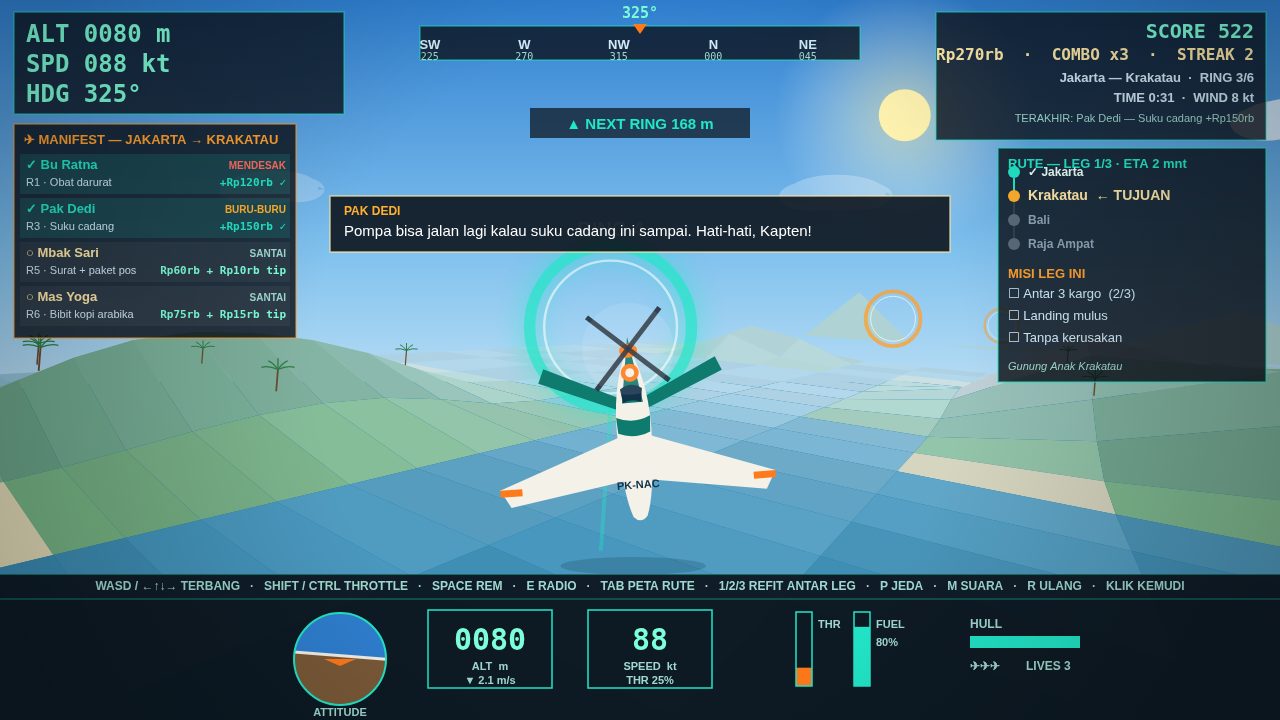 ALT 0080 m
SPD 088 kt
HDG 325°
325°
SW W NW N NE
225 270 315 000 045
SCORE 522
Rp270rb · COMBO x3 · STREAK 2
Jakarta — Krakatau · RING 3/6
TIME 0:31 · WIND 8 kt
TERAKHIR: Pak Dedi — Suku cadang +Rp150rb
▲ NEXT RING 168 m
✈ MANIFEST — JAKARTA → KRAKATAU
✓ Bu Ratna MENDESAK
R1 · Obat darurat +Rp120rb ✓
✓ Pak Dedi BURU-BURU
R3 · Suku cadang +Rp150rb ✓
○ Mbak Sari SANTAI
R5 · Surat + paket pos Rp60rb + Rp10rb tip
○ Mas Yoga SANTAI
R6 · Bibit kopi arabika Rp75rb + Rp15rb tip
PAK DEDI
Pompa bisa jalan lagi kalau suku cadang ini sampai. Hati-hati, Kapten!
RUTE — LEG 1/3 · ETA 2 mnt
✓ Jakarta
Krakatau ← TUJUAN
Bali
Raja Ampat
MISI LEG INI
☐ Antar 3 kargo (2/3)
☐ Landing mulus
☐ Tanpa kerusakan
Gunung Anak Krakatau
PK-NAC
WASD / ←↑↓→ TERBANG · SHIFT / CTRL THROTTLE · SPACE REM · E RADIO · TAB PETA RUTE · 1/2/3 REFIT ANTAR LEG · P JEDA · M SUARA · R ULANG · KLIK KEMUDI
ATTITUDE
0080
ALT m
▼ 2.1 m/s
88
SPEED kt
THR 25%
THR
FUEL
80%
HULL
✈✈✈ LIVES 3